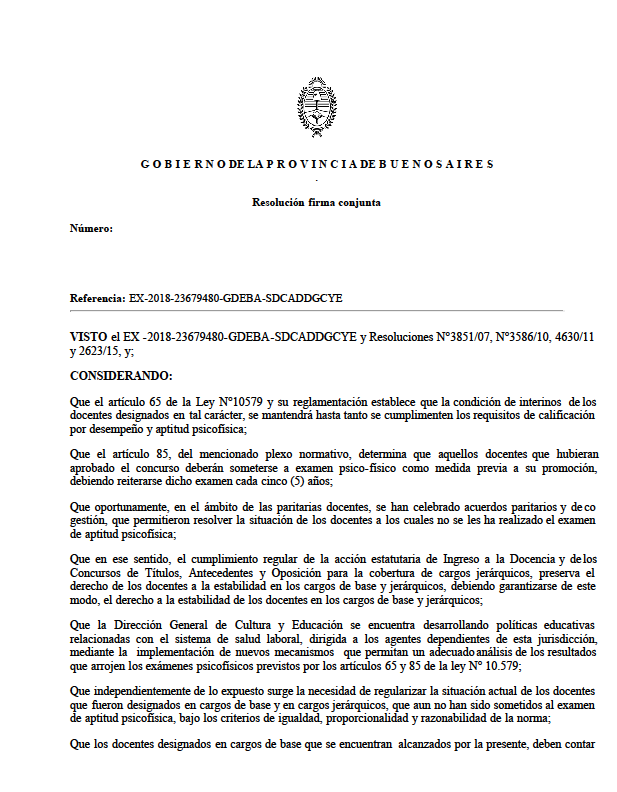 G O B I E R N O DE LA P R O V I N C I A DE B U E N O S A I R E S
.
Resolución firma conjunta
Número:
Referencia: EX-2018-23679480-GDEBA-SDCADDGCYE
VISTO el EX -2018-23679480-GDEBA-SDCADDGCYE y Resoluciones N°3851/07, N°3586/10, 4630/11
y 2623/15, y;
CONSIDERANDO:
Que el artículo 65 de la Ley N°10579 y su reglamentación establece que la condición de interinos de los
docentes designados en tal carácter, se mantendrá hasta tanto se cumplimenten los requisitos de calificación
por desempeño y aptitud psicofísica;
Que el artículo 85, del mencionado plexo normativo, determina que aquellos docentes que hubieran
aprobado el concurso deberán someterse a examen psico-físico como medida previa a su promoción,
debiendo reiterarse dicho examen cada cinco (5) años;
Que oportunamente, en el ámbito de las paritarias docentes, se han celebrado acuerdos paritarios y de co
gestión, que permitieron resolver la situación de los docentes a los cuales no se les ha realizado el examen
de aptitud psicofísica;
Que en ese sentido, el cumplimiento regular de la acción estatutaria de Ingreso a la Docencia y de los
Concursos de Títulos, Antecedentes y Oposición para la cobertura de cargos jerárquicos, preserva el
derecho de los docentes a la estabilidad en los cargos de base y jerárquicos, debiendo garantizarse de este
modo, el derecho a la estabilidad de los docentes en los cargos de base y jerárquicos;
Que la Dirección General de Cultura y Educación se encuentra desarrollando políticas educativas
relacionadas con el sistema de salud laboral, dirigida a los agentes dependientes de esta jurisdicción,
mediante la implementación de nuevos mecanismos que permitan un adecuado análisis de los resultados
que arrojen los exámenes psicofísicos previstos por los artículos 65 y 85 de la ley N° 10.579;
Que independientemente de lo expuesto surge la necesidad de regularizar la situación actual de los docentes
que fueron designados en cargos de base y en cargos jerárquicos, que aun no han sido sometidos al examen
de aptitud psicofísica, bajo los criterios de igualdad, proporcionalidad y razonabilidad de la norma;
Que los docentes designados en cargos de base que se encuentran alcanzados por la presente, deben contar